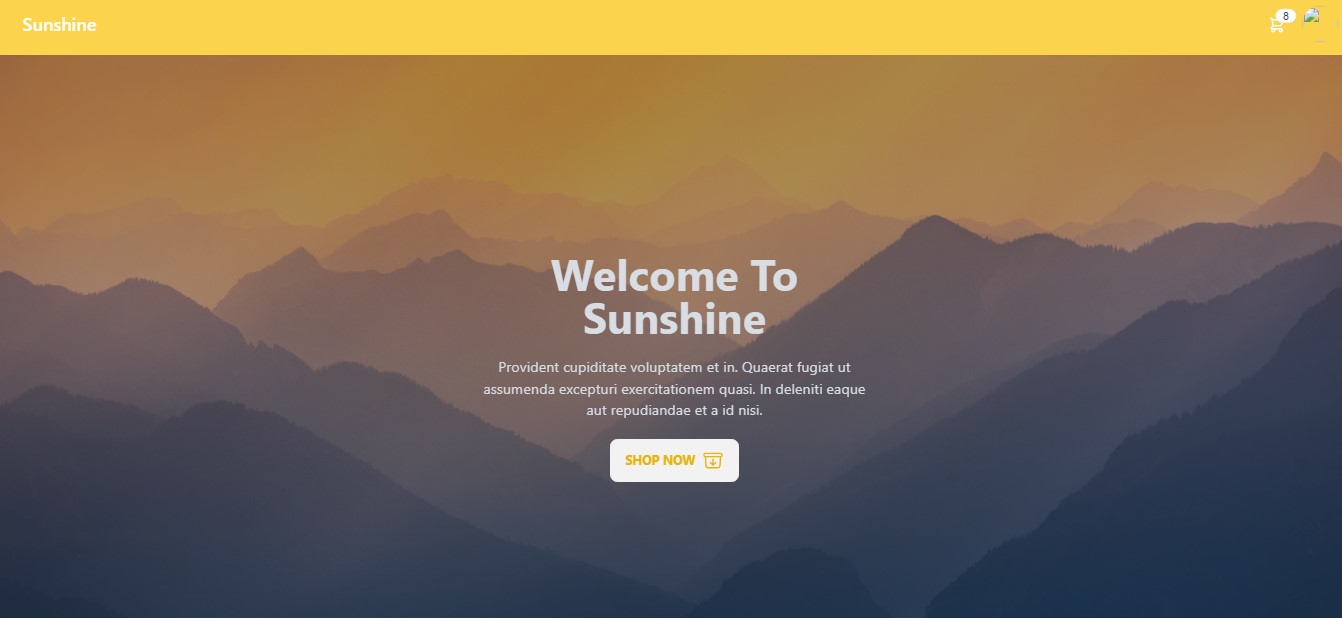 Sunshine
8
Welcome To
Sunshine
Provident cupiditate voluptatem et in. Quaerat fugiat ut
assumenda excepturi exercitationem quasi. In deleniti eaque
aut repudiandae et a id nisi.
SHOP NOW